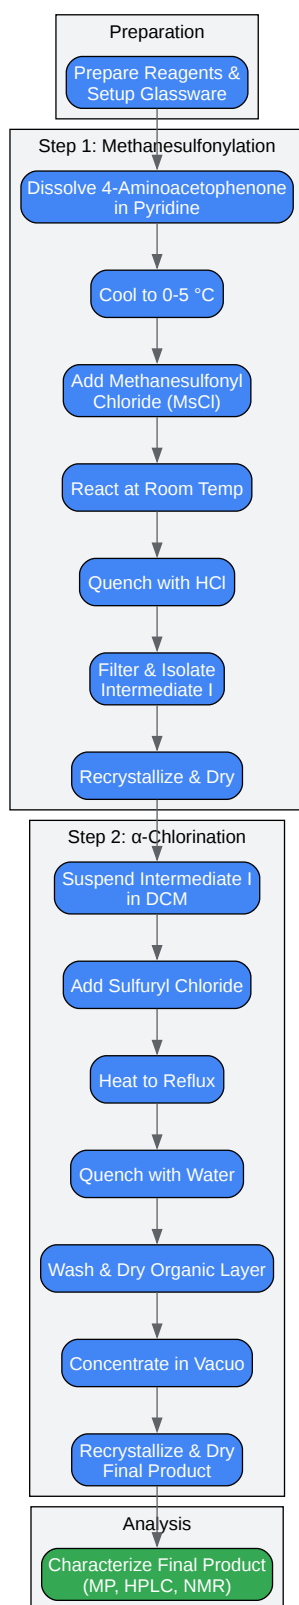 Preparation
Prepare Reagents &
Setup Glassware
Step 1: Methanesulfonylation
Dissolve 4-Aminoacetophenone
in Pyridine
Cool to 0-5 °C
Add Methanesulfonyl
Chloride (MsCl)
React at Room Temp
Quench with HCl
Filter & Isolate
Intermediate I
Recrystallize & Dry
Step 2: α-Chlorination
Suspend Intermediate I
in DCM
Add Sulfuryl Chloride
Heat to Reflux
Quench with Water
Wash & Dry Organic Layer
Concentrate in Vacuo
Recrystallize & Dry
Final Product
Analysis
Characterize Final Product
(MP, HPLC, NMR)